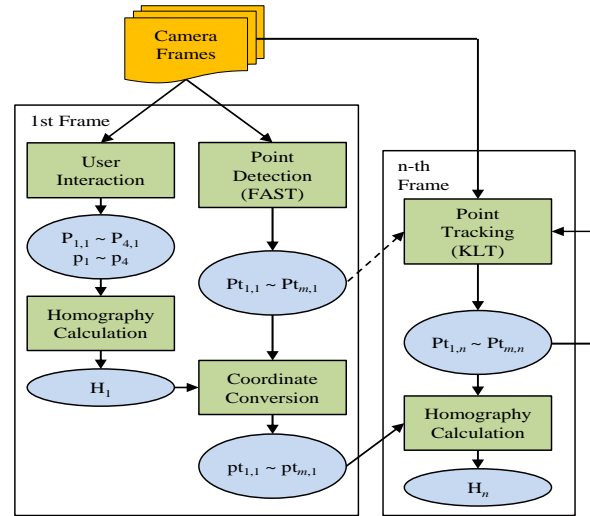 Camera
Frames
1st Frame
User
Interaction
P1,1 ~ P4,1
p1 ~ p4
Homography
Calculation
H1
Point
Detection
(FAST)
Pt1,1 ~ Ptm,1
Coordinate
Conversion
pt1,1 ~ ptm,1
n-th
Frame
Point
Tracking
(KLT)
Pt1,n ~ Ptm,n
Homography
Calculation
Hn